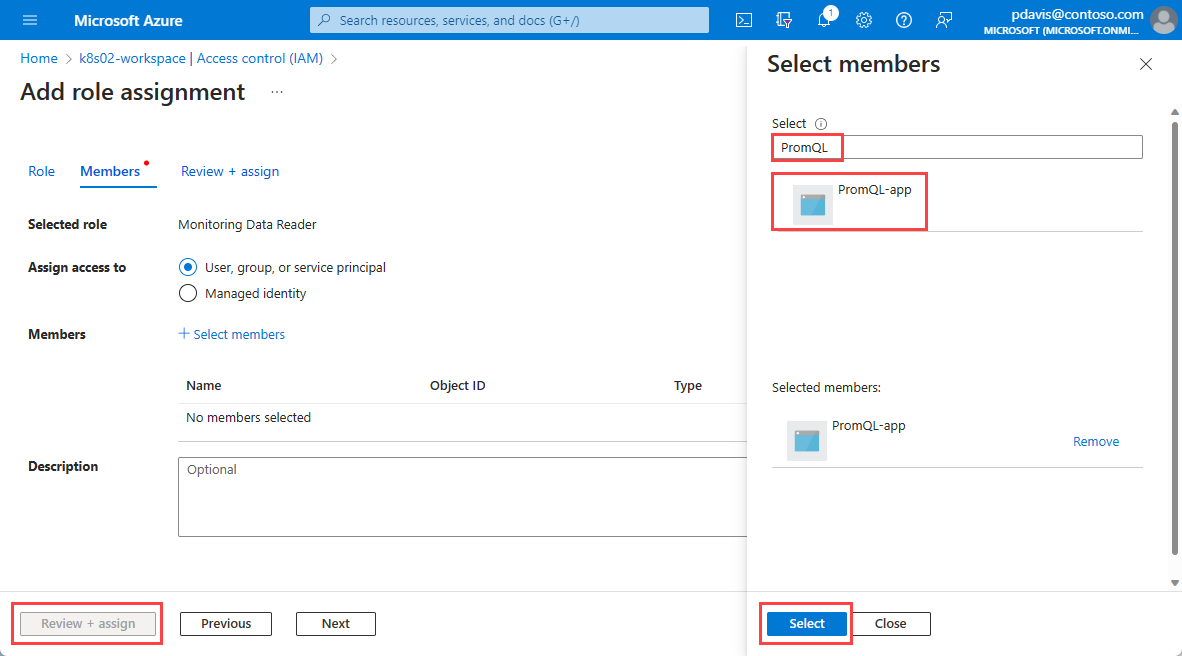 Microsoft Azure
Search resources, services, and docs (G+/)
1
pdavis@contoso.com
MICROSOFT (MICROSOFT.ONMI...
Home > k8s02-workspace | Access control (IAM) >
Add role assignment ...
Role Members Review + assign
Selected role Monitoring Data Reader
Assign access to User, group, or service principal
Managed identity
Members + Select members
Name Object ID Type
No members selected
Description Optional
Review + assign Previous Next
Select members
Select
PromQL
PromQL-app
Selected members:
PromQL-app
Remove
Select Close